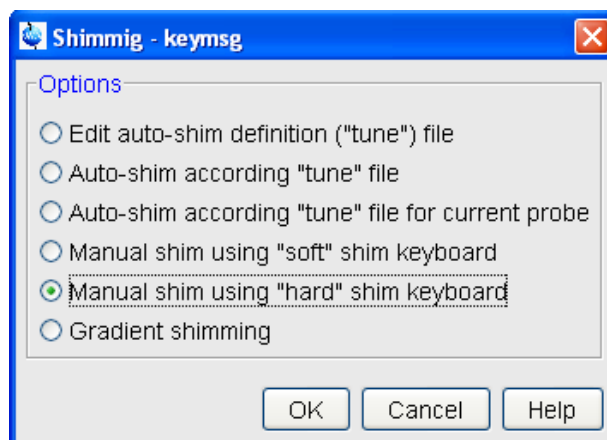 Shimmig - keymsg
Options
Edit auto-shim definition ("tune") file
Auto-shim according "tune" file
Auto-shim according "tune" file for current probe
Manual shim using "soft" shim keyboard
Manual shim using "hard" shim keyboard
Gradient shimming
OK Cancel Help